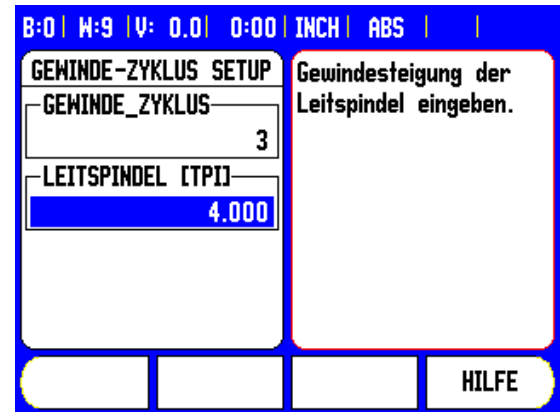 B:0 | W:9 | V: 0.0 | 0:00 | INCH | ABS | |
GEWINDE-ZYKLUS SETUP
GEWINDE_ZYKLUS
3
LEITSPINDEL [TPI]
4.000
Gewindesteigung der
Leitspindel eingeben.
HILFE